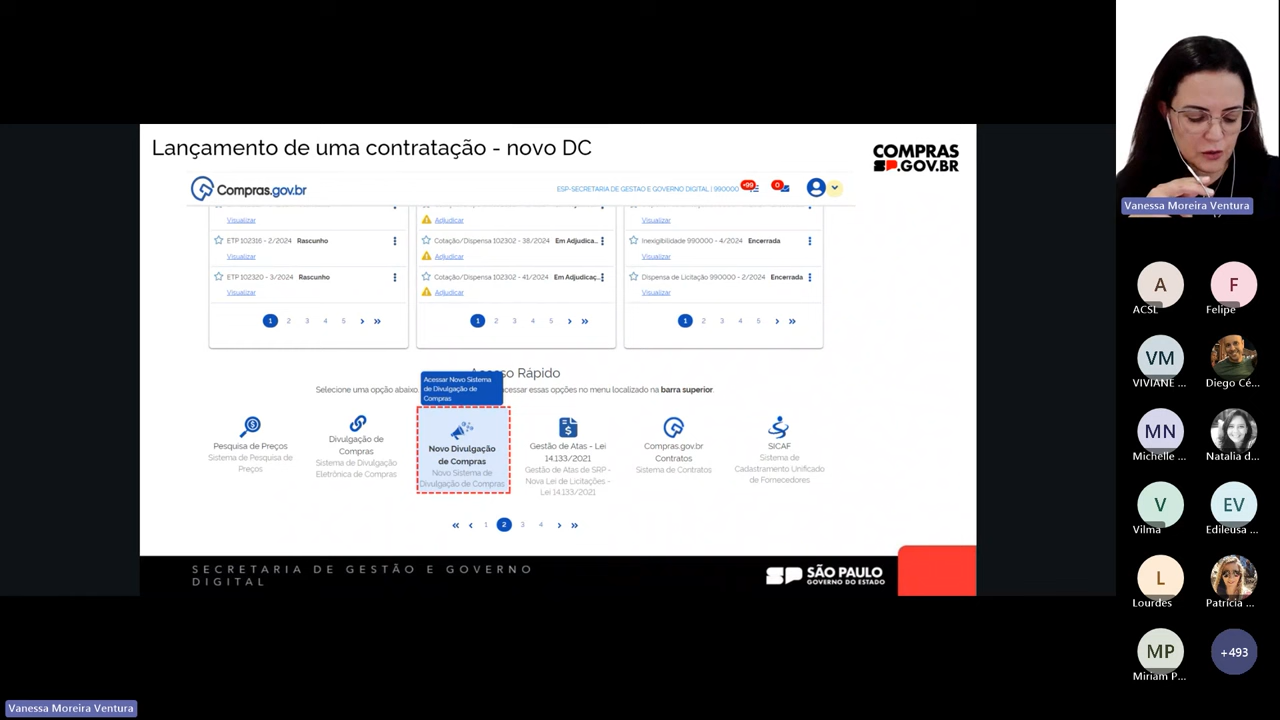 Lançamento de uma contratação - novo DC
COMPRAS
SP.GOV.BR
Compras.gov.br
ESP-SECRETARIA DE GESTAO E GOVERNO DIGITAL | 990000
+99
0
Visualizar
ETP 102316 - 2/2024 Rascunho
Visualizar
ETP 102320 - 3/2024 Rascunho
Visualizar
1 2 3 4 5
Adjudicar
Cotação/Dispensa 102302 - 38/2024 Em Adjudica...
Adjudicar
Cotação/Dispensa 102302 - 41/2024 Em Adjudicaç...
Adjudicar
1 2 3 4 5
Visualizar
Inexigibilidade 990000 - 4/2024 Encerrada
Visualizar
Dispensa de Licitação 990000 - 2/2024 Encerrada
Visualizar
1 2 3 4 5
so Rápido
Selecione uma opção abaixo
cessar essas opções no menu localizado na barra superior.
Acessar Novo Sistema
de Divulgação de
Compras
Pesquisa de Preços
Sistema de Pesquisa de
Preços
Divulgação de
Compras
Sistema de Divulgação
Eletrônica de Compras
Novo Divulgação
de Compras
Novo Sistema de
Divulgação de Compras
Gestão de Atas - Lei
14.133/2021
Gestão de Atas de SRP -
Nova Lei de Licitações -
Lei 14.133/2021
Compras.gov.br
Contratos
Sistema de Contratos
SICAF
Sistema de
Cadastramento Unificado
de Fornecedores
« ‹ 1 2 3 4 › »
SECRETARIA DE GESTÃO E GOVERNO
DIGITAL
SP SÃO PAULO
GOVERNO DO ESTADO
Vanessa Moreira Ventura
A
ACSL
F
Felipe
VM
VIVIANE ...
Diego Cé...
MN
Michelle ...
Natalia d...
V
Vilma
EV
Edileusa ...
L
Lourdes
Patrícia ...
MP
Miriam P...
+493
Vanessa Moreira Ventura